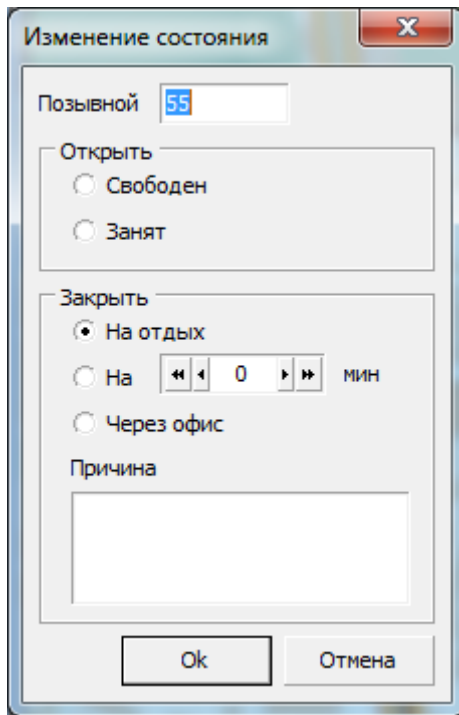 Изменение состояния
Позывной 55
Открыть
Свободен
Занят
Закрыть
На отдых
На 0 мин
Через офис
Причина
Ok Отмена